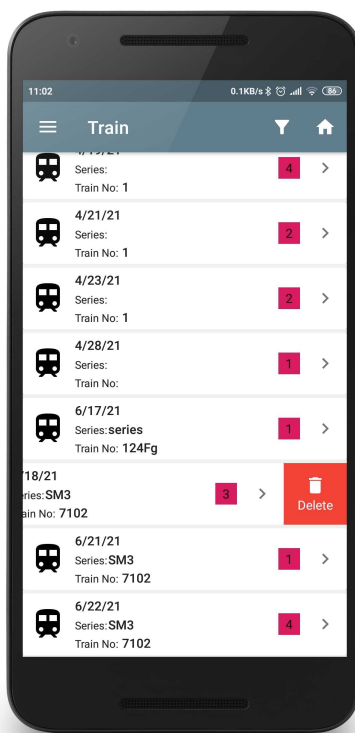 11:02 0.1KB/s 86
Train
4/19/21
Series:
4
Train No: 1
4/21/21
Series:
2
Train No: 1
4/23/21
Series:
2
Train No: 1
4/28/21
Series:
1
Train No:
6/17/21
Series:series
1
Train No: 124Fg
/18/21
eries:SM3
3
Delete
ain No: 7102
6/21/21
Series:SM3
1
Train No: 7102
6/22/21
Series:SM3
4
Train No: 7102